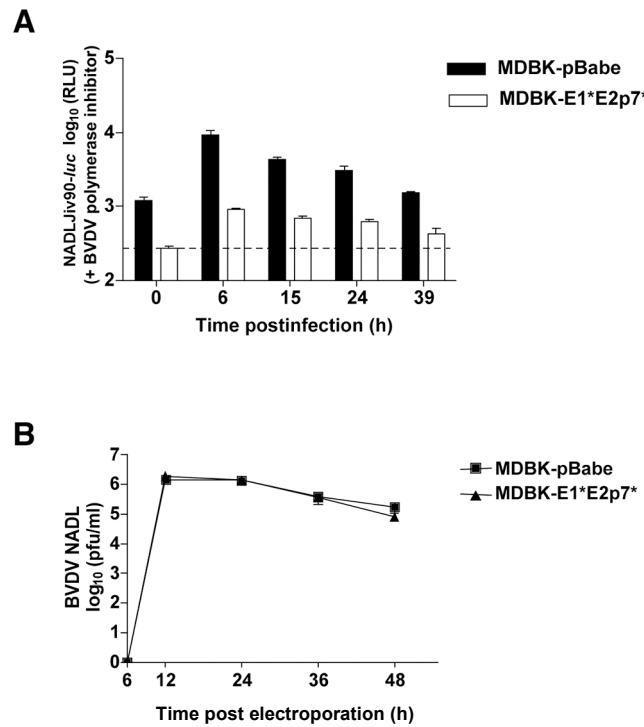 A
NADLJiv90-luc log10 (RLU)
(+ BVDV polymerase inhibitor)
5
4
3
2
0 6 15 24 39
Time postinfection (h)
MDBK-pBabe
MDBK-E1*E2p7*
B
BVDV NADL
log10 (pfu/ml)
7
6
5
4
3
2
1
0
6 12 24 36 48
Time post electroporation (h)
MDBK-pBabe
MDBK-E1*E2p7*